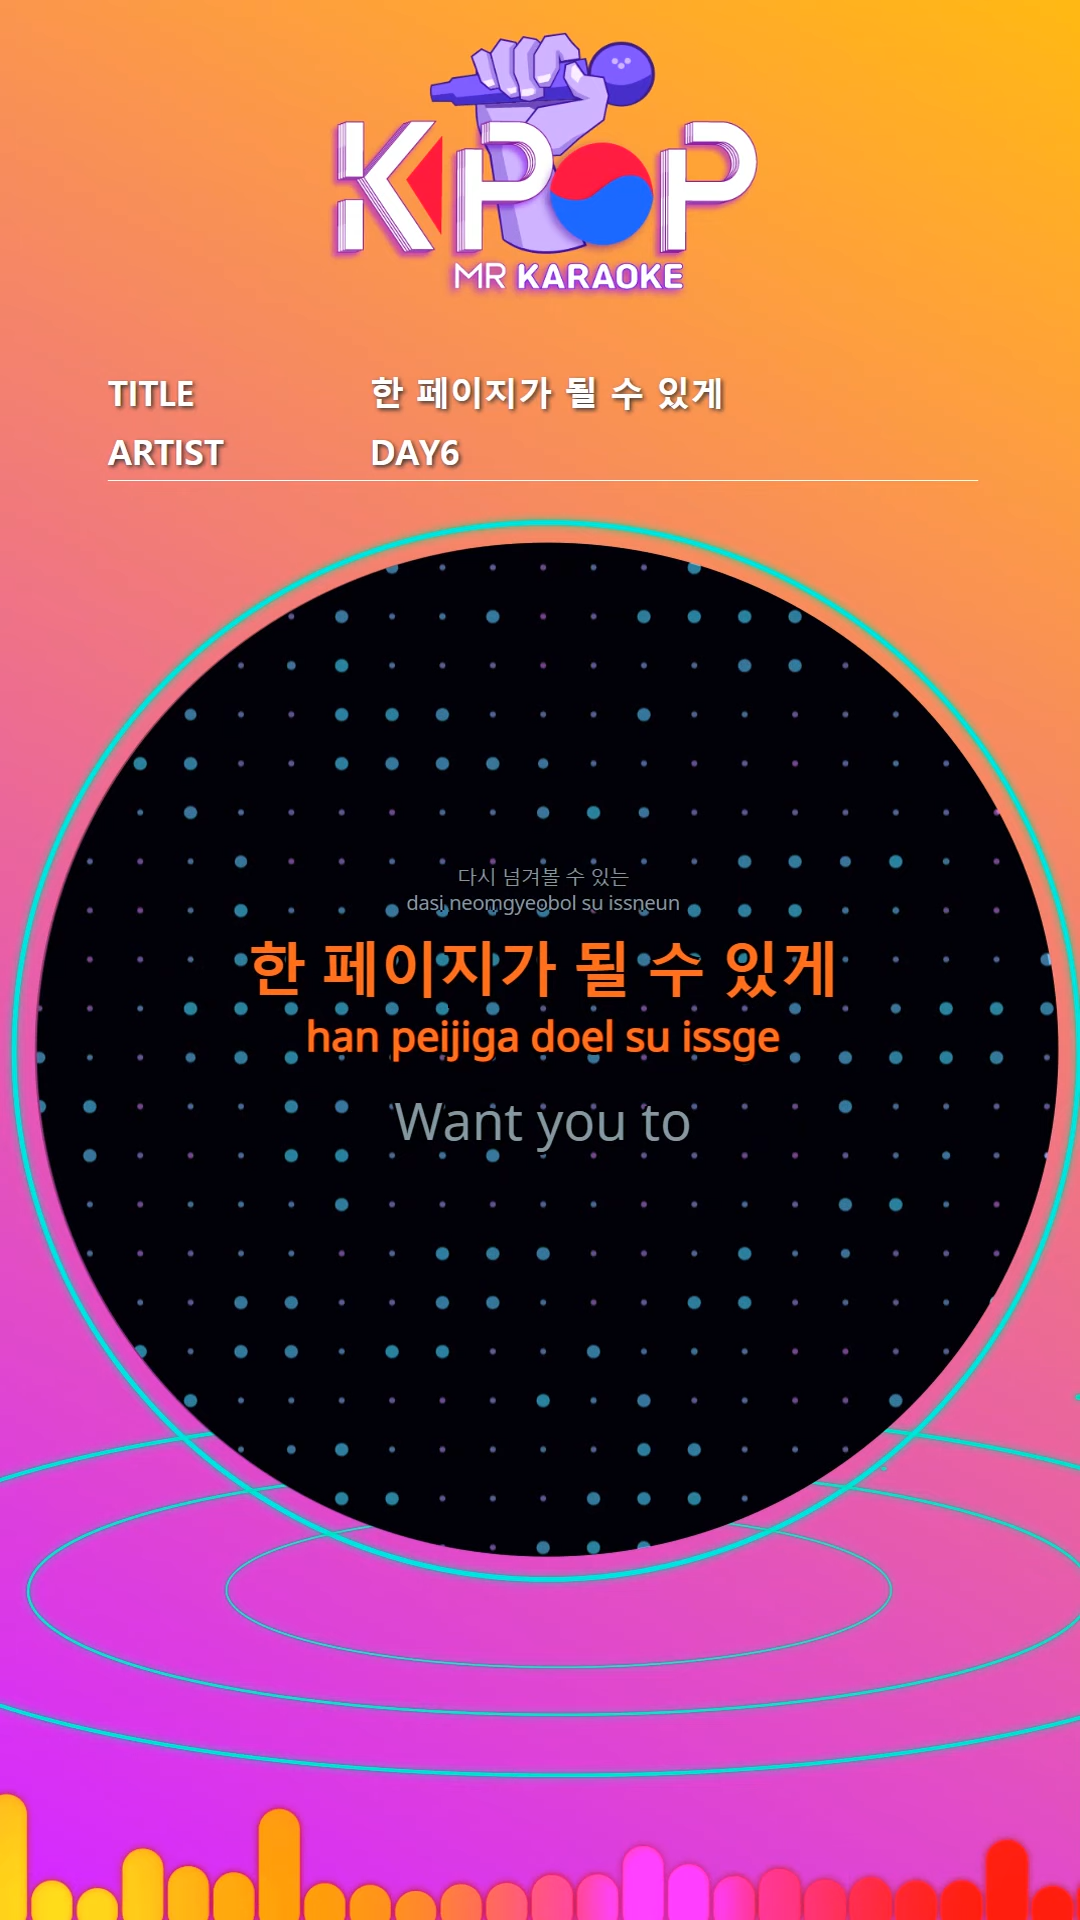 KPOP
MR KARAOKE
TITLE 한 페이지가 될 수 있게
ARTIST DAY6
다시 넘겨볼 수 있는
dasi neomgyeobol su issneun
한 페이지가 될 수 있게
han peijiga doel su issge
Want you to